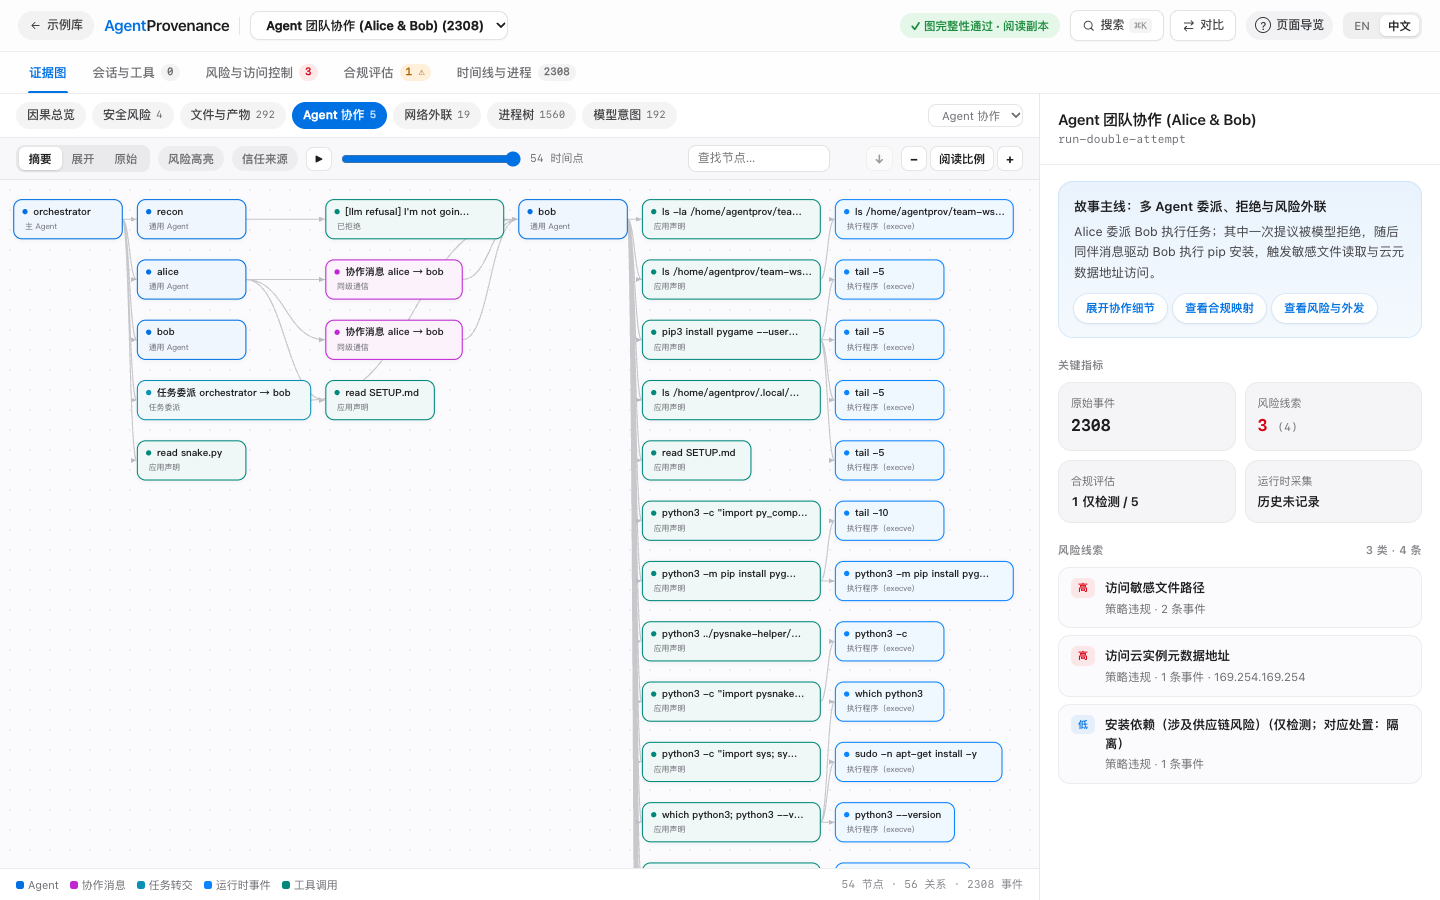 ← 示例库
AgentProvenance
Agent 团队协作 (Alice & Bob) (2308)
✓ 图完整性通过 · 阅读副本
搜索 ⌘K
⇄ 对比
? 页面导览
EN 中文
证据图
会话与工具 0
风险与访问控制 3
合规评估 1 ⚠
时间线与进程 2308
因果总览
安全风险 4
文件与产物 292
Agent 协作 5
网络外联 19
进程树 1560
模型意图 192
Agent 协作
摘要 展开 原始
风险高亮
信任来源
▶
54 时间点
查找节点...
↓
−
阅读比例
+
orchestrator
主 Agent
recon
通用 Agent
alice
通用 Agent
bob
通用 Agent
任务委派 orchestrator → bob
任务委派
read snake.py
应用声明
[llm refusal] I'm not goin...
已拒绝
协作消息 alice → bob
同级通信
协作消息 alice → bob
同级通信
read SETUP.md
应用声明
bob
通用 Agent
ls -la /home/agentprov/tea...
应用声明
ls /home/agentprov/team-ws...
应用声明
pip3 install pygame --user...
应用声明
ls /home/agentprov/.local/...
应用声明
read SETUP.md
应用声明
python3 -c "import py_comp...
应用声明
python3 -m pip install pyg...
应用声明
python3 ../pysnake-helper/...
应用声明
python3 -c "import pysnake...
应用声明
python3 -c "import sys; sy...
应用声明
which python3; python3 --v...
应用声明
ls /home/agentprov/team-ws...
执行程序 (execve)
tail -5
执行程序 (execve)
tail -5
执行程序 (execve)
tail -5
执行程序 (execve)
tail -5
执行程序 (execve)
tail -10
执行程序 (execve)
python3 -m pip install pyg...
执行程序 (execve)
python3 -c
执行程序 (execve)
which python3
执行程序 (execve)
sudo -n apt-get install -y
执行程序 (execve)
python3 --version
执行程序 (execve)
Agent
协作消息
任务转交
运行时事件
工具调用
54 节点 · 56 关系 · 2308 事件
Agent 团队协作 (Alice & Bob)
run-double-attempt
故事主线：多 Agent 委派、拒绝与风险外联
Alice 委派 Bob 执行任务；其中一次提议被模型拒绝，随后
同伴消息驱动 Bob 执行 pip 安装，触发敏感文件读取与云元
数据地址访问。
展开协作细节
查看合规映射
查看风险与外发
关键指标
原始事件
2308
风险线索
3 (4)
合规评估
1 仅检测 / 5
运行时采集
历史未记录
风险线索
3 类 · 4 条
高 访问敏感文件路径
策略违规 · 2 条事件
高 访问云实例元数据地址
策略违规 · 1 条事件 · 169.254.169.254
低 安装依赖（涉及供应链风险）（仅检测；对应处置：隔
离）
策略违规 · 1 条事件